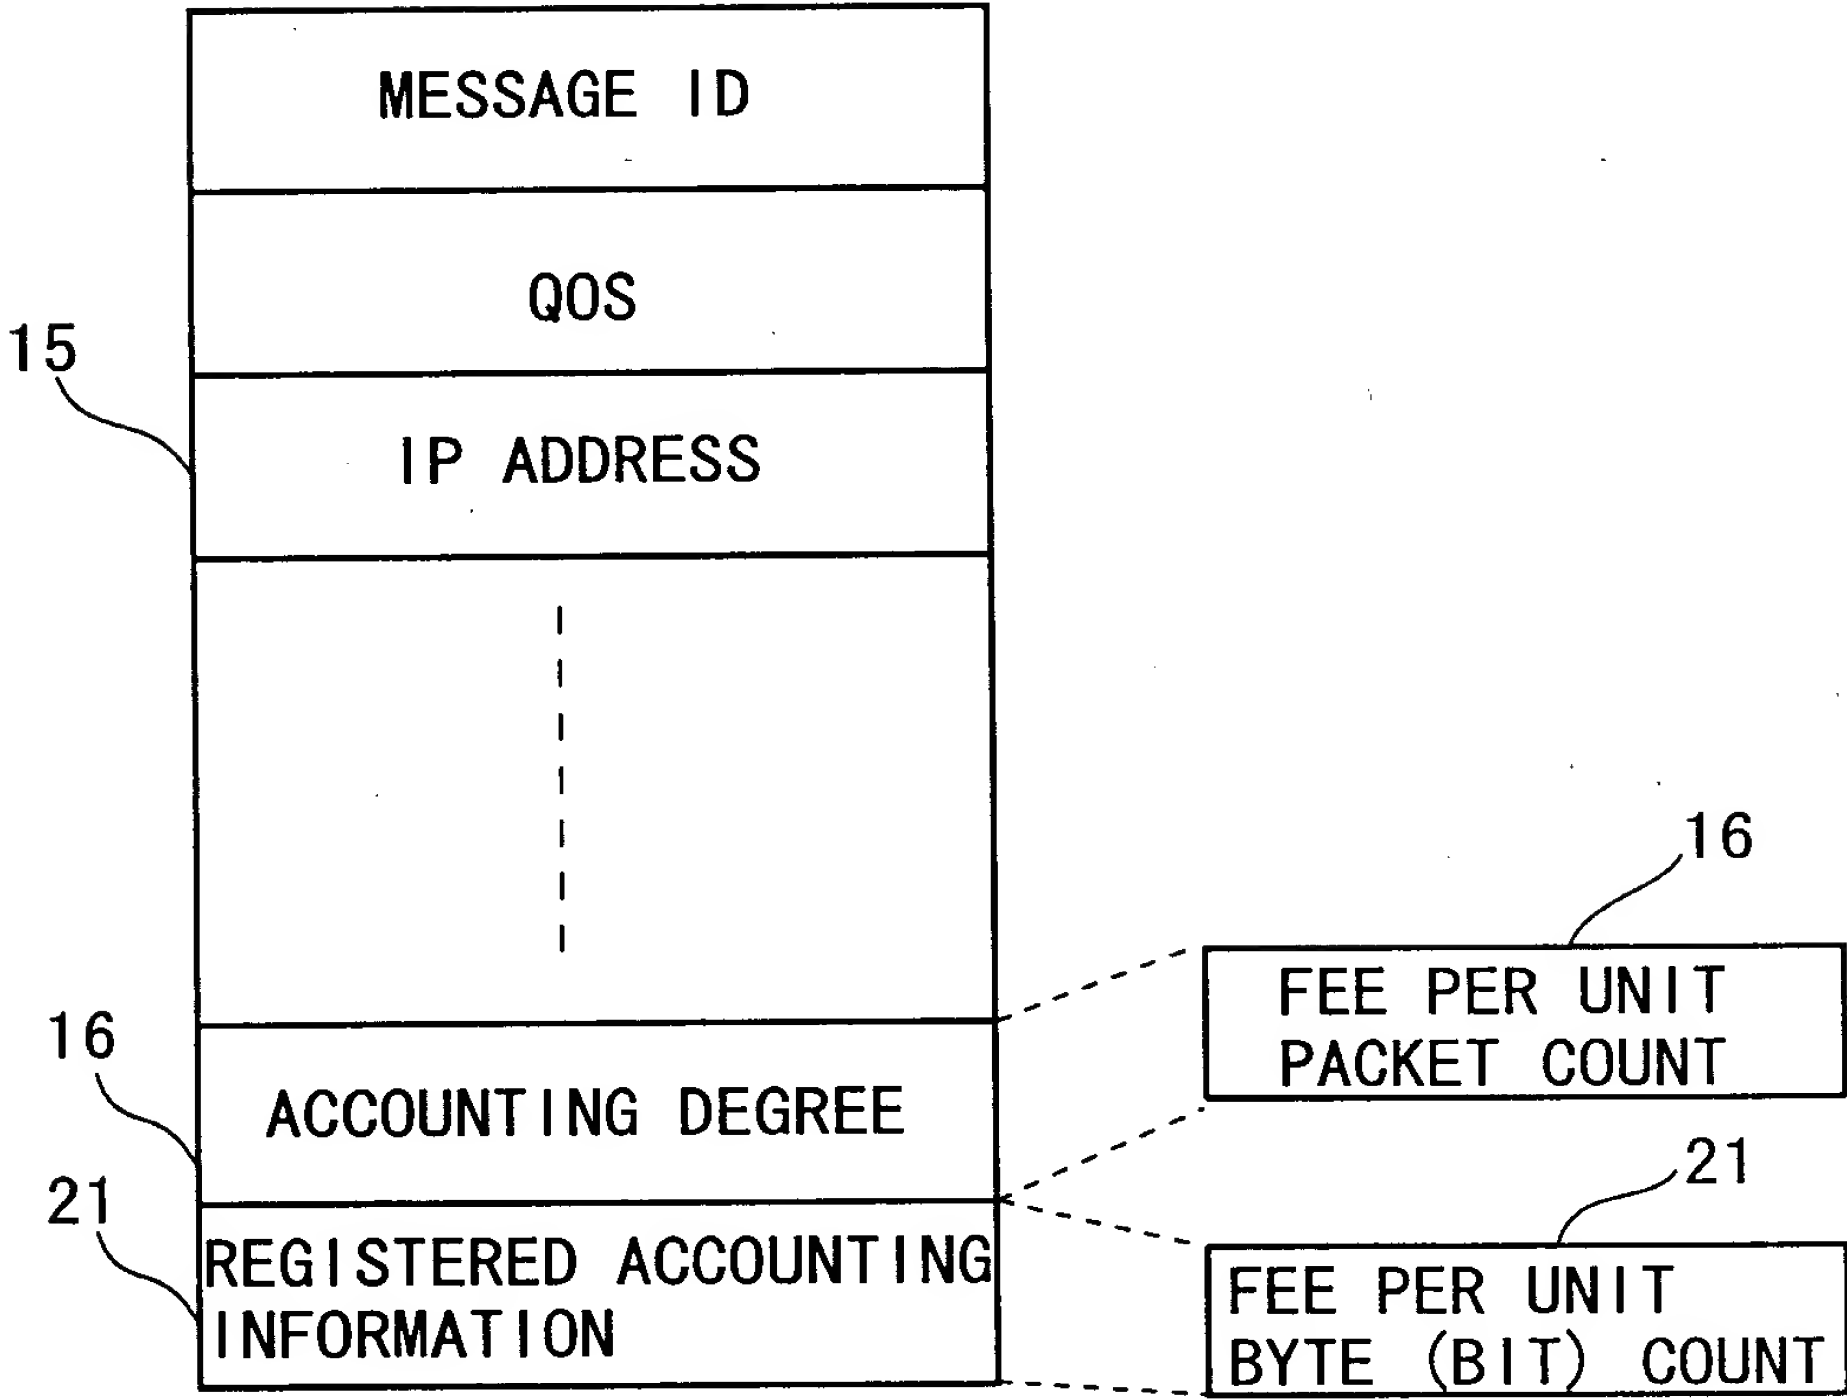 MESSAGE ID
QOS
15
IP ADDRESS
16
FEE PER UNIT
PACKET COUNT
16
ACCOUNTING DEGREE
21
21
REGISTERED ACCOUNTING
INFORMATION
FEE PER UNIT
BYTE (BIT) COUNT